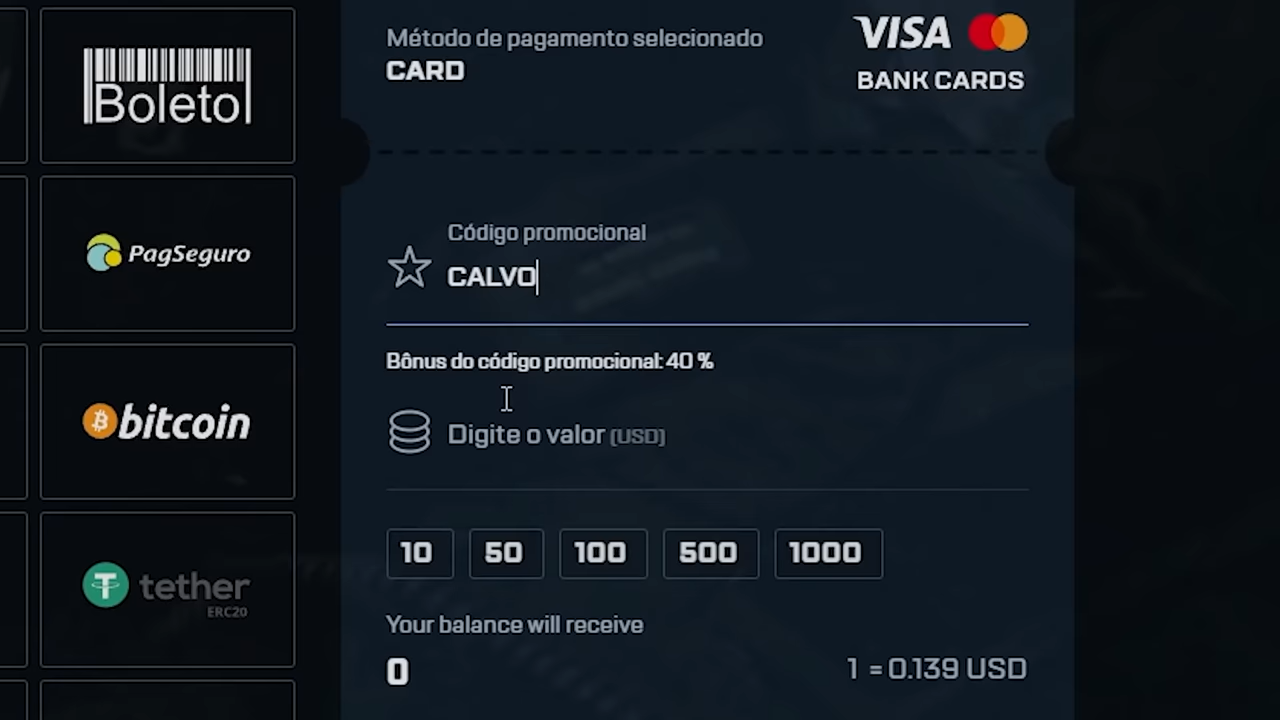 Boleto
PagSeguro
bitcoin
tether
ERC20
Método de pagamento selecionado
CARD
VISA
BANK CARDS
Código promocional
CALVO
Bônus do código promocional: 40 %
Digite o valor (USD)
10 50 100 500 1000
Your balance will receive
0
1 = 0.139 USD